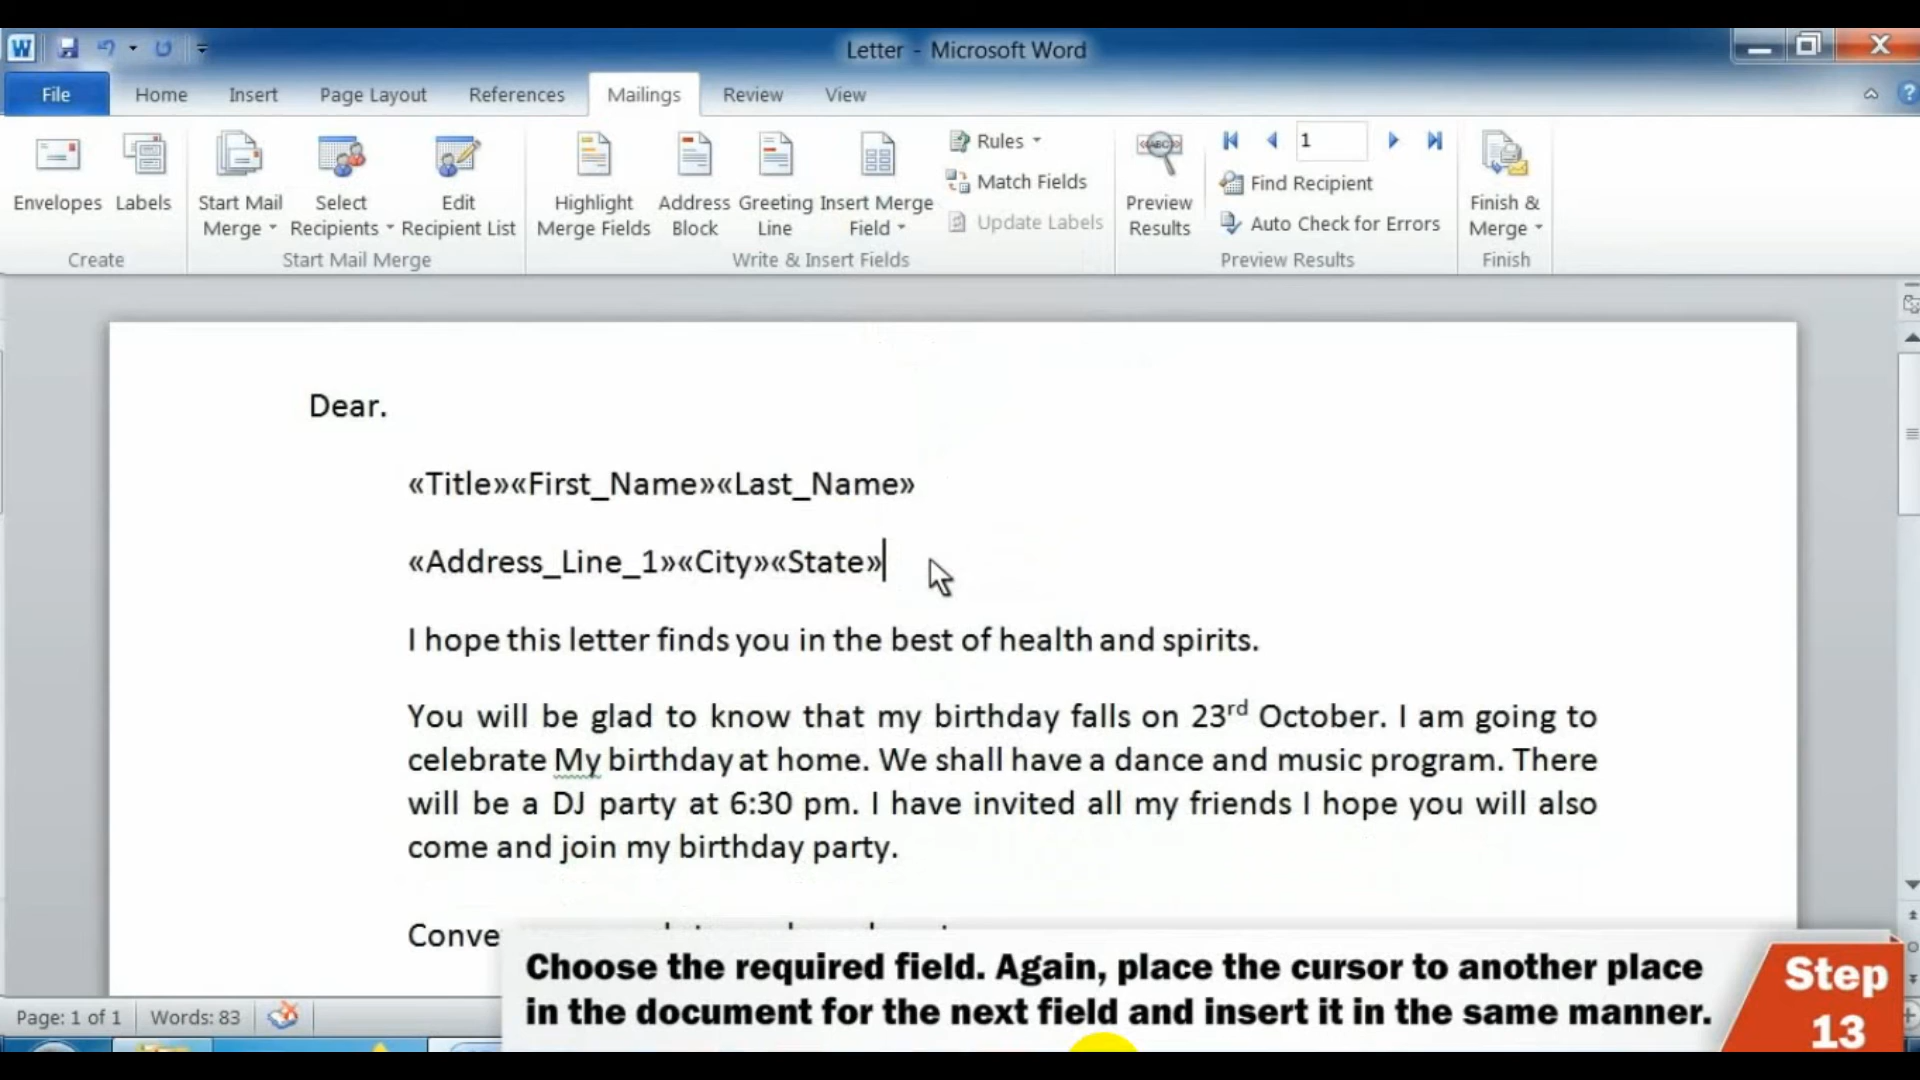 Letter - Microsoft Word
File Home Insert Page Layout References Mailings Review View
Envelopes Labels Start Mail Merge Select Recipients Edit Recipient List Highlight Merge Fields Address Block Greeting Line Insert Merge Field Rules Match Fields Update Labels Preview Results 1 Find Recipient Auto Check for Errors Finish & Merge
Create Start Mail Merge Write & Insert Fields Preview Results Finish
Dear.
«Title»«First_Name»«Last_Name»
«Address_Line_1»«City»«State»
I hope this letter finds you in the best of health and spirits.
You will be glad to know that my birthday falls on 23rd October. I am going to
celebrate My birthday at home. We shall have a dance and music program. There
will be a DJ party at 6:30 pm. I have invited all my friends I hope you will also
come and join my birthday party.
Choose the required field. Again, place the cursor to another place
in the document for the next field and insert it in the same manner.
Step
13
Page: 1 of 1 Words: 83